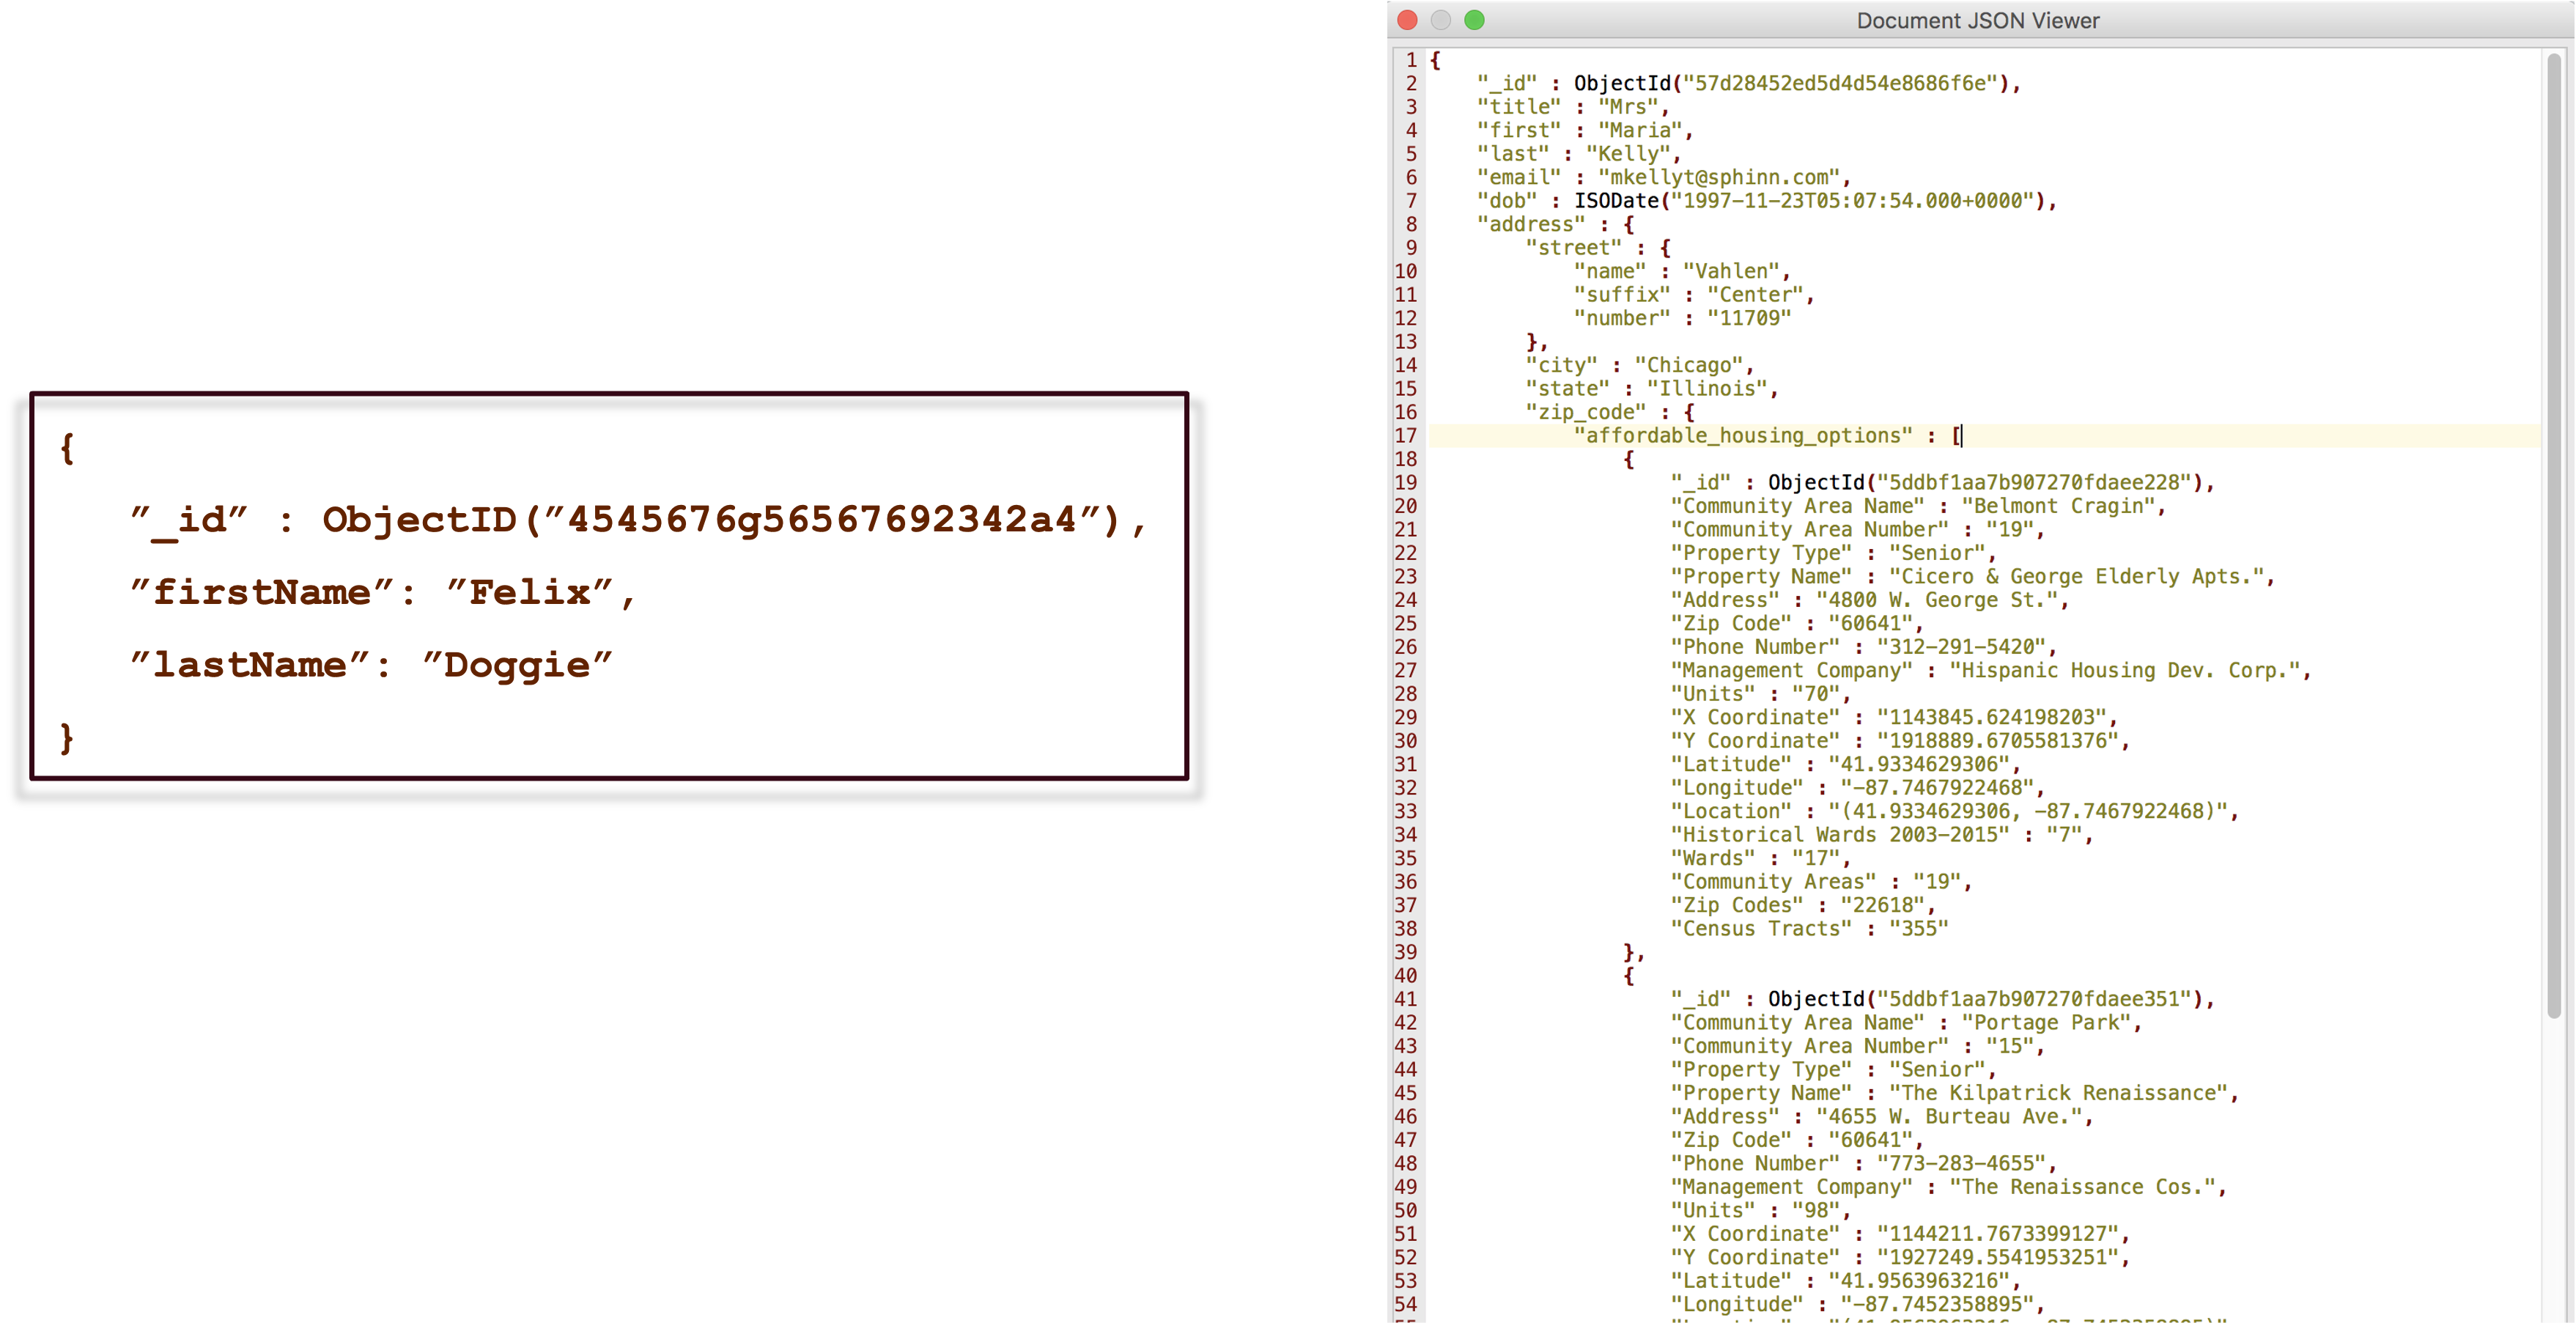 {
”_id” : ObjectID(”4545676g56567692342a4”),
”firstName”: ”Felix”,
”lastName”: ”Doggie”
}
Document JSON Viewer
1 {
2 "_id" : ObjectId("57d28452ed5d4d54e8686f6e"),
3 "title" : "Mrs",
4 "first" : "Maria",
5 "last" : "Kelly",
6 "email" : "mkellyt@sphinn.com",
7 "dob" : ISODate("1997-11-23T05:07:54.000+0000"),
8 "address" : {
9 "street" : {
10 "name" : "Vahlen",
11 "suffix" : "Center",
12 "number" : "11709"
13 },
14 "city" : "Chicago",
15 "state" : "Illinois",
16 "zip_code" : {
17 "affordable_housing_options" : [
18 {
19 "_id" : ObjectId("5ddbf1aa7b907270fdaee228"),
20 "Community Area Name" : "Belmont Cragin",
21 "Community Area Number" : "19",
22 "Property Type" : "Senior",
23 "Property Name" : "Cicero & George Elderly Apts.",
24 "Address" : "4800 W. George St.",
25 "Zip Code" : "60641",
26 "Phone Number" : "312-291-5420",
27 "Management Company" : "Hispanic Housing Dev. Corp.",
28 "Units" : "70",
29 "X Coordinate" : "1143845.624198203",
30 "Y Coordinate" : "1918889.6705581376",
31 "Latitude" : "41.9334629306",
32 "Longitude" : "-87.7467922468",
33 "Location" : "(41.9334629306, -87.7467922468)",
34 "Historical Wards 2003-2015" : "7",
35 "Wards" : "17",
36 "Community Areas" : "19",
37 "Zip Codes" : "22618",
38 "Census Tracts" : "355"
39 },
40 {
41 "_id" : ObjectId("5ddbf1aa7b907270fdaee351"),
42 "Community Area Name" : "Portage Park",
43 "Community Area Number" : "15",
44 "Property Type" : "Senior",
45 "Property Name" : "The Kilpatrick Renaissance",
46 "Address" : "4655 W. Burteau Ave.",
47 "Zip Code" : "60641",
48 "Phone Number" : "773-283-4655",
49 "Management Company" : "The Renaissance Cos.",
50 "Units" : "98",
51 "X Coordinate" : "1144211.7673399127",
52 "Y Coordinate" : "1927249.5541953251",
53 "Latitude" : "41.9563963216",
54 "Longitude" : "-87.7452358895",